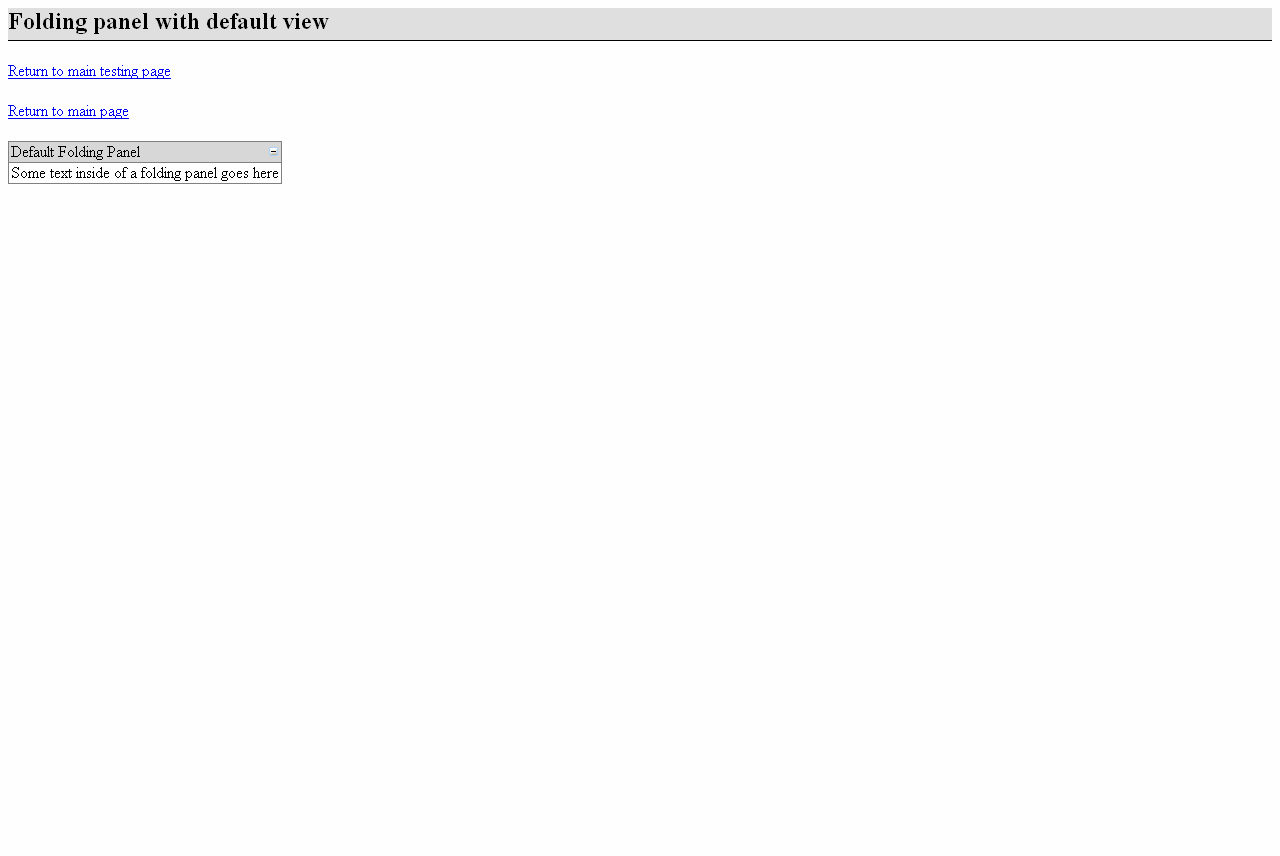 Folding panel with default view
Return to main testing page
Return to main page
Default Folding Panel
Some text inside of a folding panel goes here